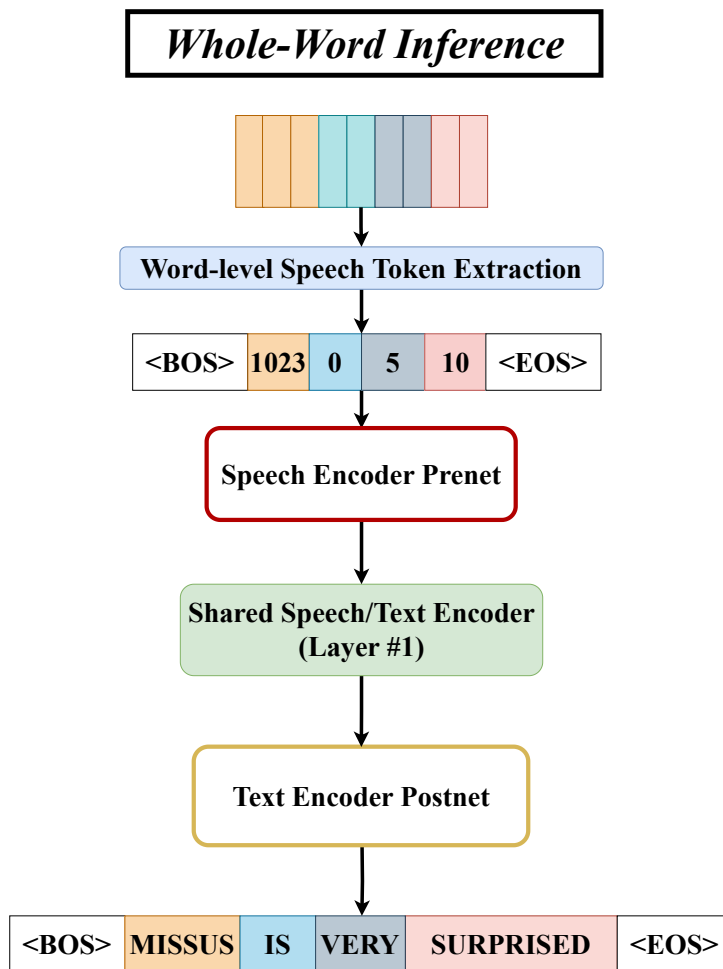 Whole-Word Inference
Word-level Speech Token Extraction
<BOS> 1023 0 5 10 <EOS>
Speech Encoder Prenet
Shared Speech/Text Encoder
(Layer #1)
Text Encoder Postnet
<BOS> MISSUS IS VERY SURPRISED <EOS>